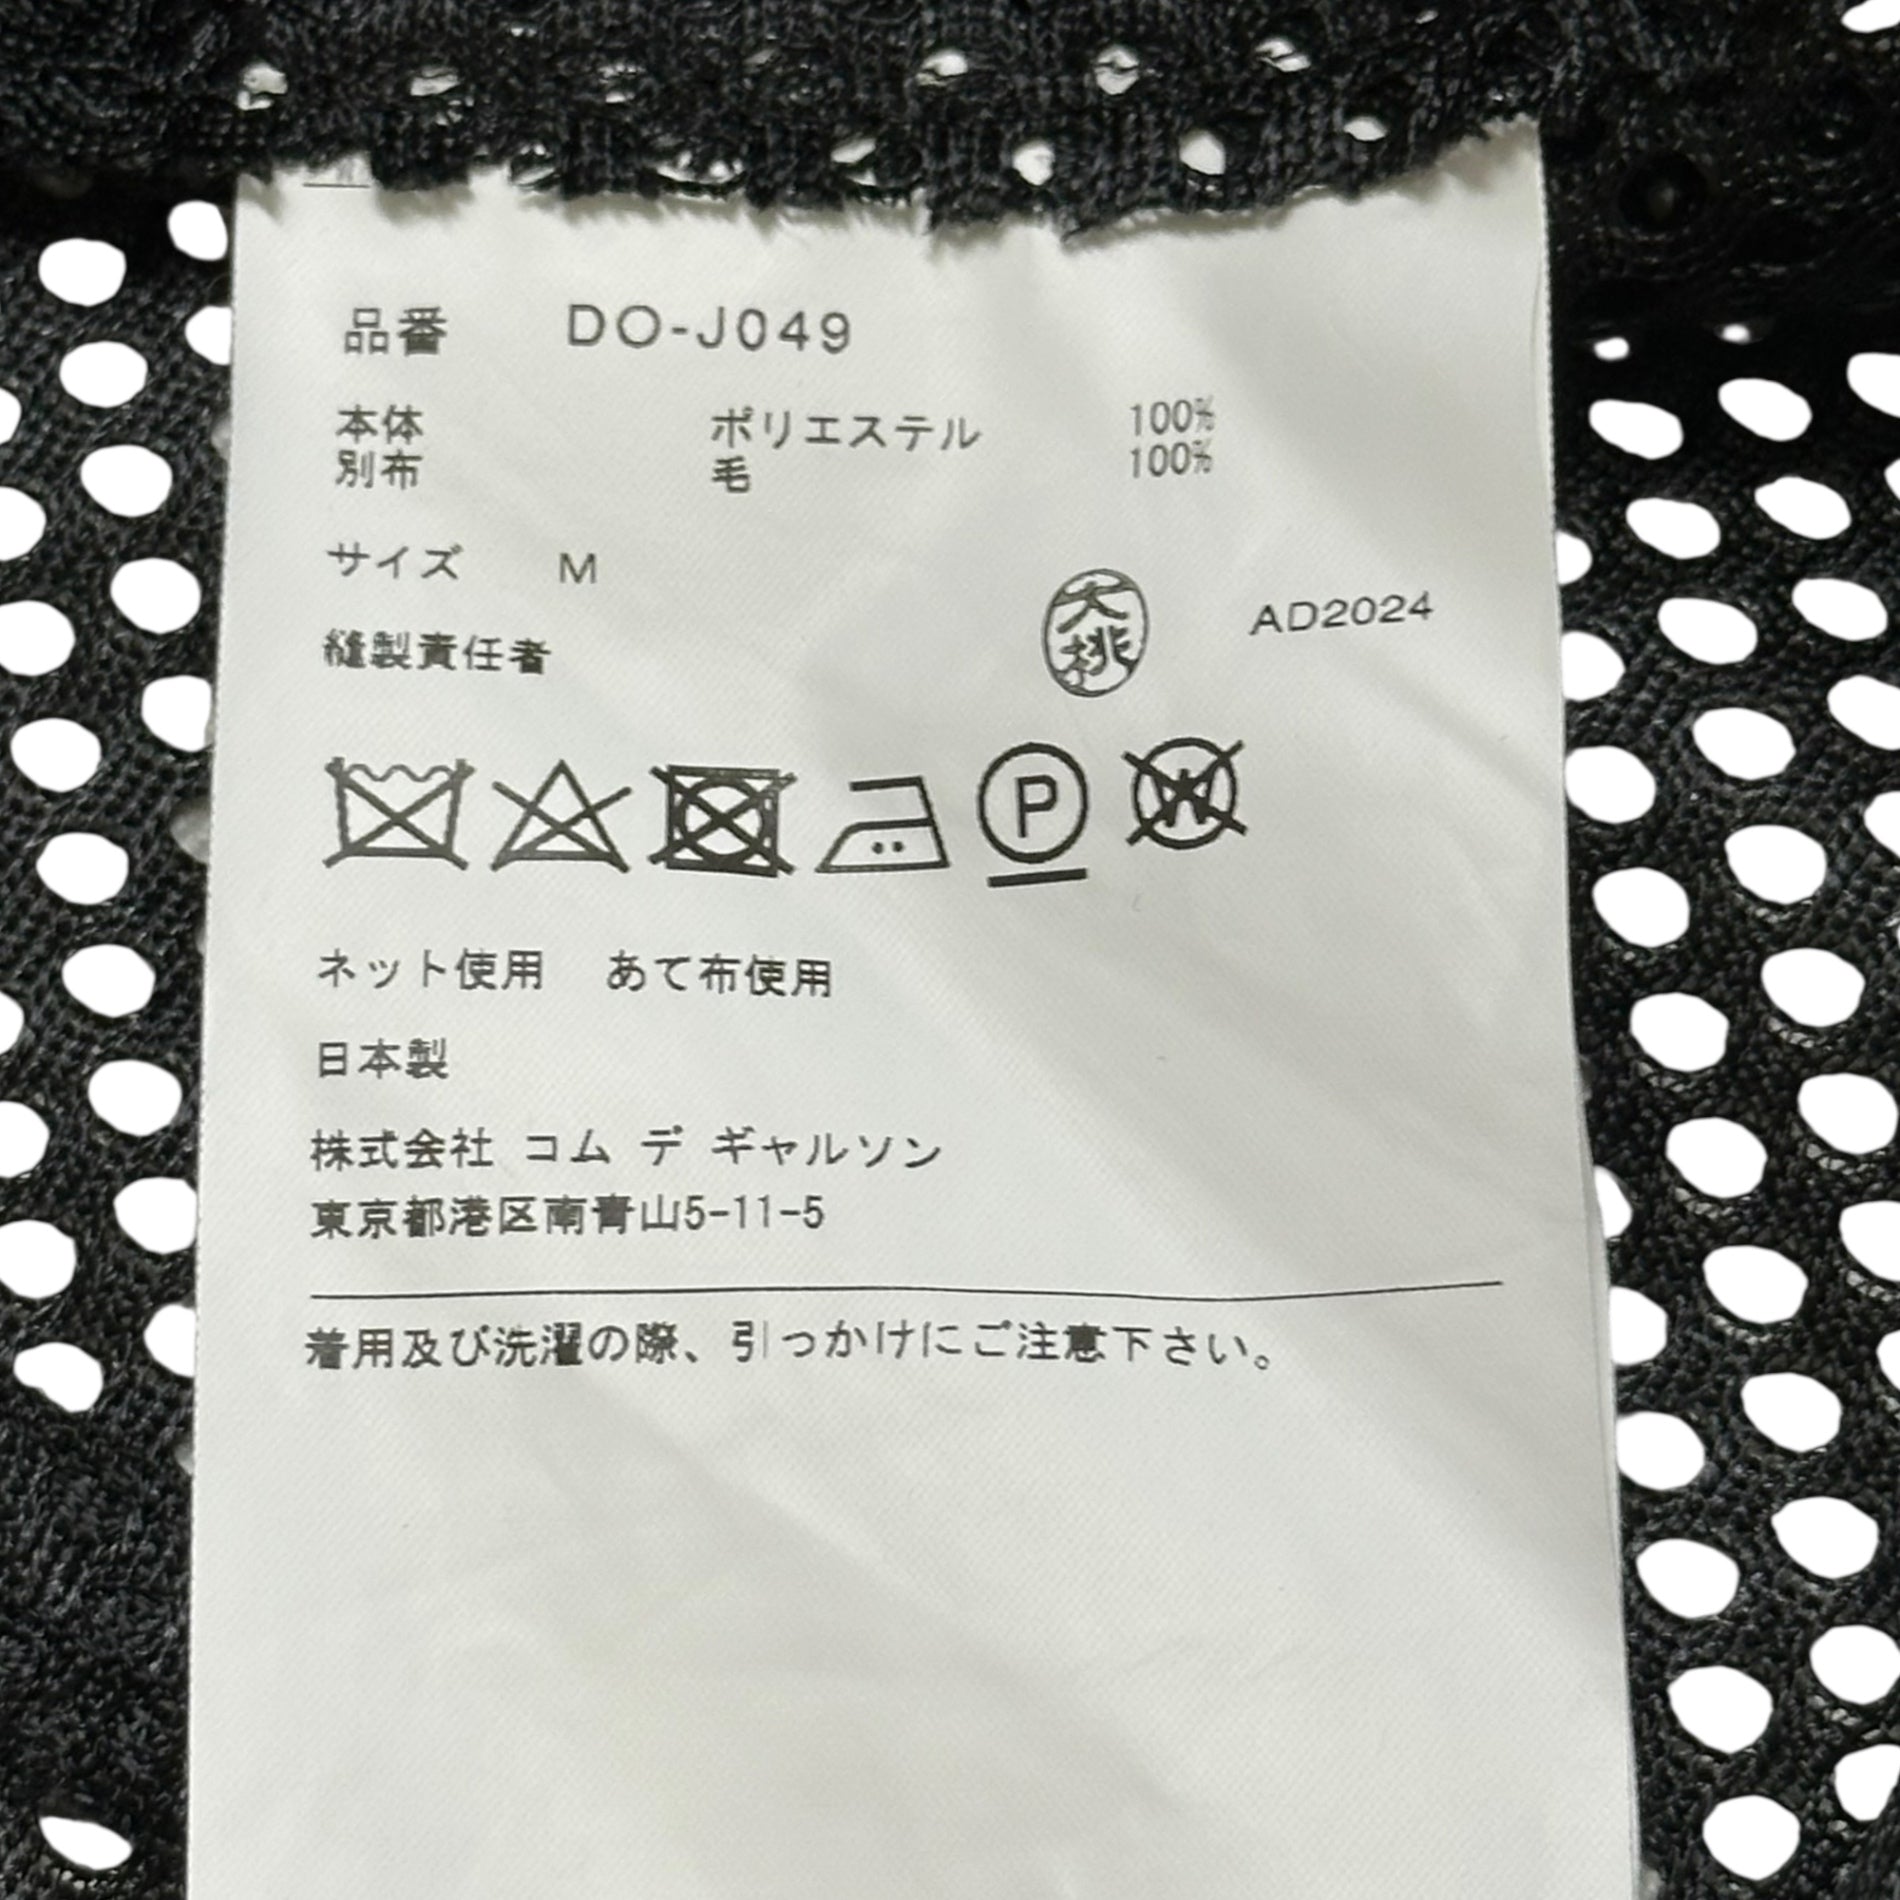 品番 DO-J049
本体 ポリエステル 100%
別布 毛 100%
サイズ M
縫製責任者 大桃 AD2024
P
W
ネット使用 あて布使用
日本製
株式会社 コム デ ギャルソン
東京都港区南青山5-11-5
着用及び洗濯の際、引っかけにご注意下さい。